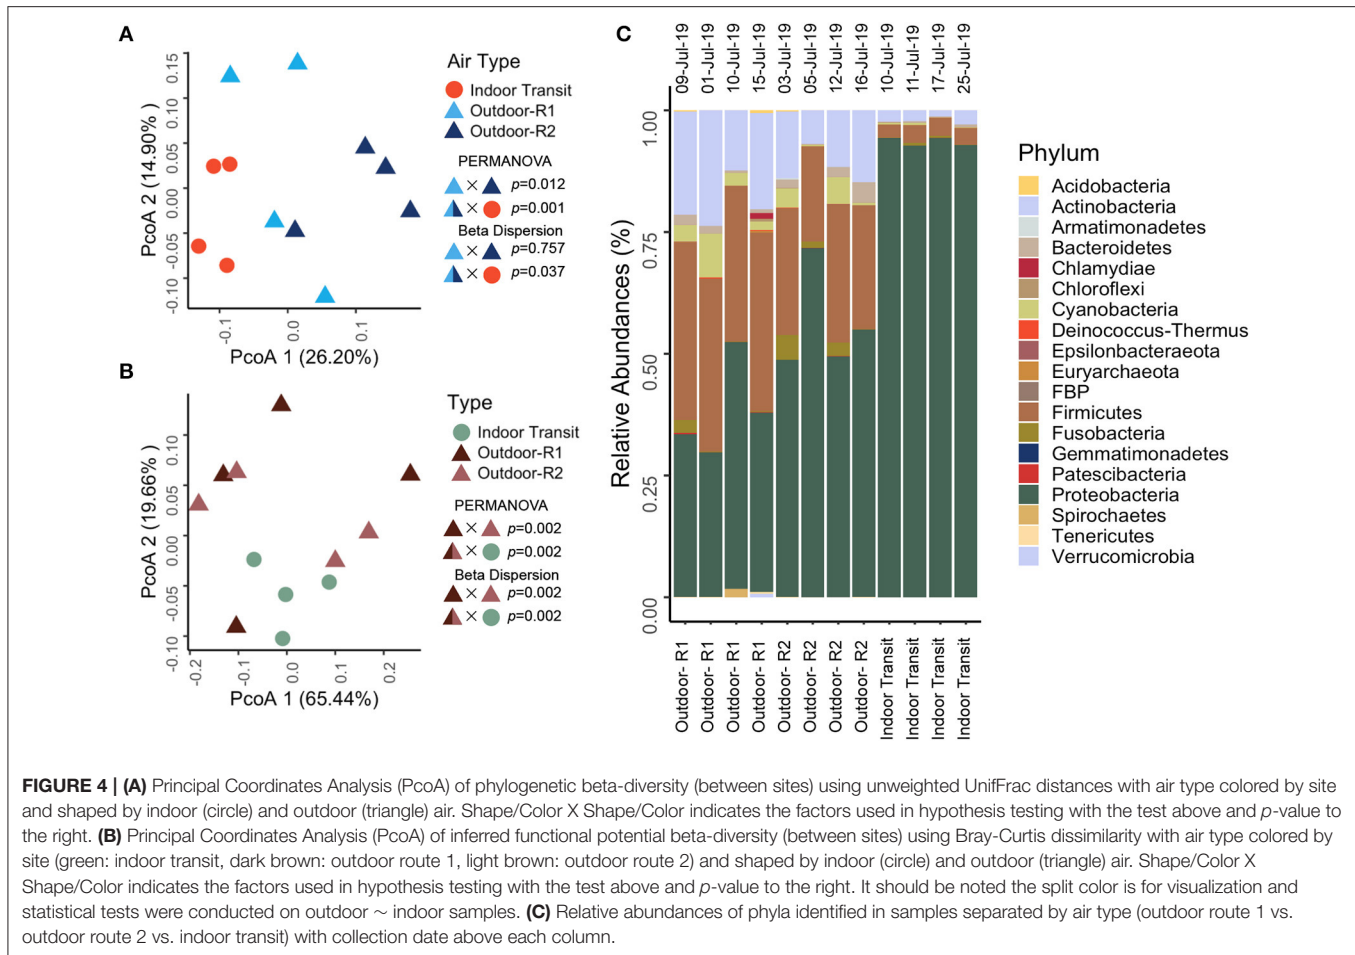 A
PcoA 2 (14.90%)
0.15
0.10
0.05
0.00
-0.05
-0.10
-0.1
0.0
0.1
PcoA 1 (26.20%)
Air Type
Indoor Transit
Outdoor-R1
Outdoor-R2
PERMANOVA
× p=0.012
× p=0.001
Beta Dispersion
× p=0.757
× p=0.037
B
PcoA 2 (19.66% )
0.10
0.05
0.00
-0.05
-0.10
-0.2
-0.1
0.0
0.1
0.2
PcoA 1 (65.44%)
Type
Indoor Transit
Outdoor-R1
Outdoor-R2
PERMANOVA
× p=0.002
× p=0.002
Beta Dispersion
× p=0.002
× p=0.002
C
09-Jul-19
01-Jul-19
10-Jul-19
15-Jul-19
03-Jul-19
05-Jul-19
12-Jul-19
16-Jul-19
10-Jul-19
11-Jul-19
17-Jul-19
25-Jul-19
Relative Abundances (%)
1.00
0.75
0.50
0.25
0.00
Outdoor- R1
Outdoor- R1
Outdoor- R1
Outdoor- R1
Outdoor- R2
Outdoor- R2
Outdoor- R2
Outdoor- R2
Indoor Transit
Indoor Transit
Indoor Transit
Indoor Transit
Phylum
Acidobacteria
Actinobacteria
Armatimonadetes
Bacteroidetes
Chlamydiae
Chloroflexi
Cyanobacteria
Deinococcus-Thermus
Epsilonbacteraeota
Euryarchaeota
FBP
Firmicutes
Fusobacteria
Gemmatimonadetes
Patescibacteria
Proteobacteria
Spirochaetes
Tenericutes
Verrucomicrobia
FIGURE 4 | (A) Principal Coordinates Analysis (PcoA) of phylogenetic beta-diversity (between sites) using unweighted UnifFrac distances with air type colored by site
and shaped by indoor (circle) and outdoor (triangle) air. Shape/Color X Shape/Color indicates the factors used in hypothesis testing with the test above and p-value to
the right. (B) Principal Coordinates Analysis (PcoA) of inferred functional potential beta-diversity (between sites) using Bray-Curtis dissimilarity with air type colored by
site (green: indoor transit, dark brown: outdoor route 1, light brown: outdoor route 2) and shaped by indoor (circle) and outdoor (triangle) air. Shape/Color X
Shape/Color indicates the factors used in hypothesis testing with the test above and p-value to the right. It should be noted the split color is for visualization and
statistical tests were conducted on outdoor ∼ indoor samples. (C) Relative abundances of phyla identified in samples separated by air type (outdoor route 1 vs.
outdoor route 2 vs. indoor transit) with collection date above each column.